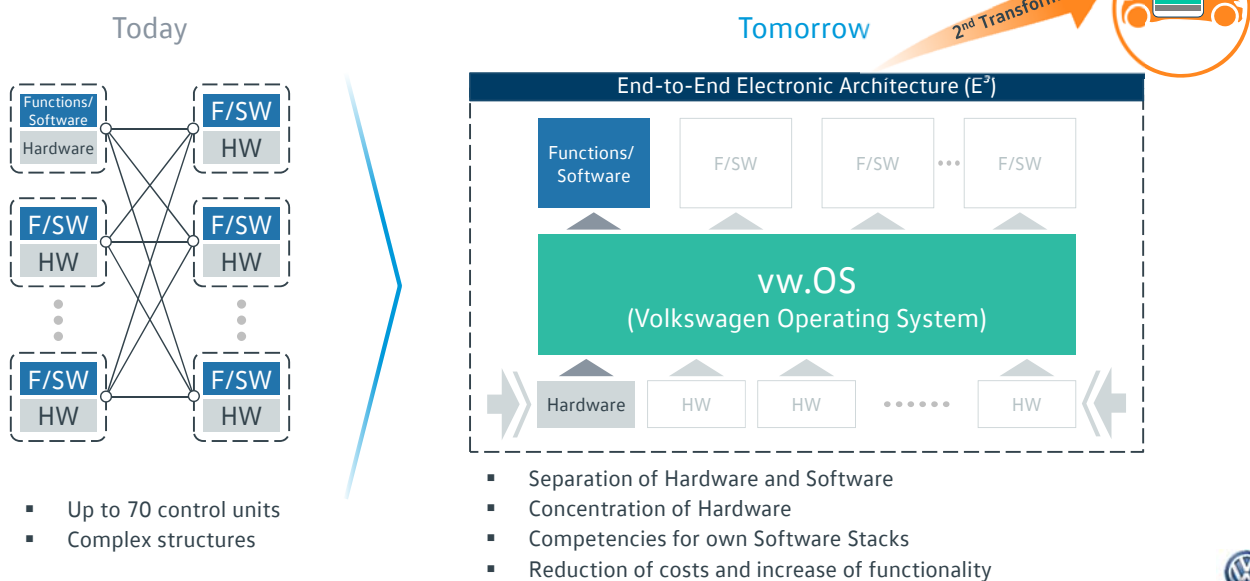 Today
Tomorrow
2nd
End-to-End Electronic Architecture (E³)
Functions/
Software
Hardware
F/SW
HW
F/SW
HW
F/SW
HW
F/SW
HW
F/SW
HW
Functions/
Software
F/SW
F/SW
...
F/SW
vw.OS
(Volkswagen Operating System)
Hardware
HW
HW
......
HW
▪ Up to 70 control units
▪ Complex structures
▪ Separation of Hardware and Software
▪ Concentration of Hardware
▪ Competencies for own Software Stacks
▪ Reduction of costs and increase of functionality